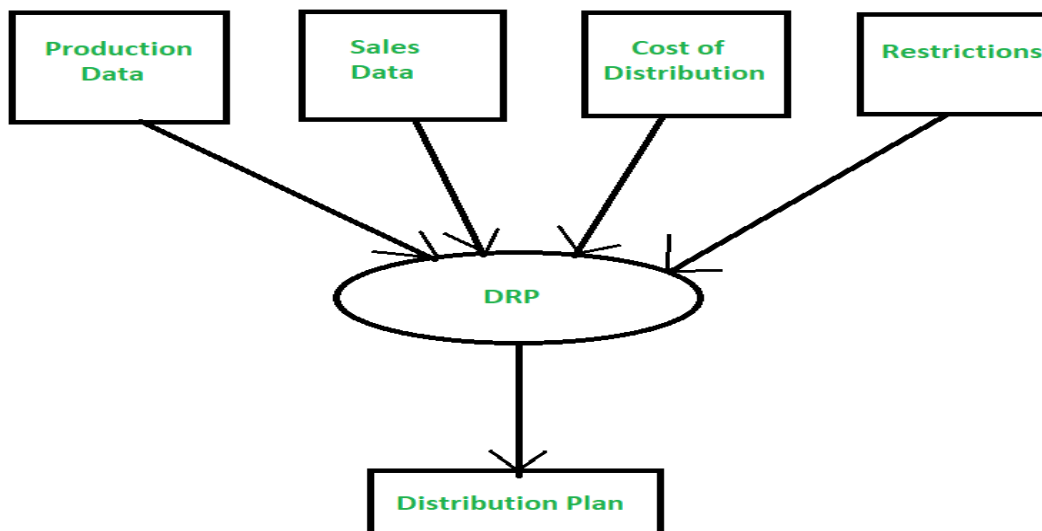 Production
Data
Sales
Data
Cost of
Distribution
Restrictions
DRP
Distribution Plan